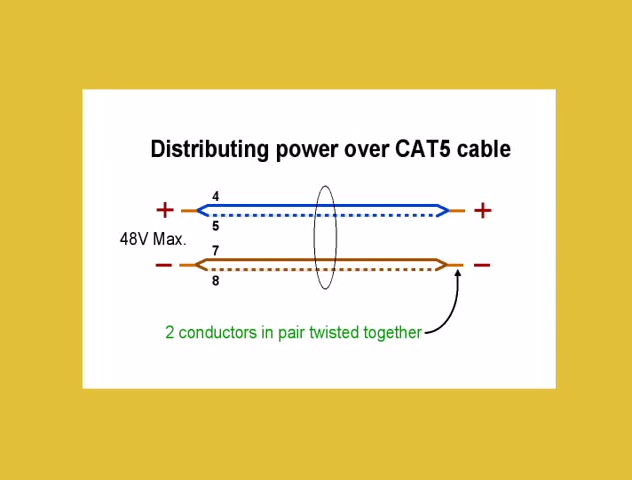 Distributing power over CAT5 cable
4
+ +
5
48V Max.
7
− −
8
2 conductors in pair twisted together